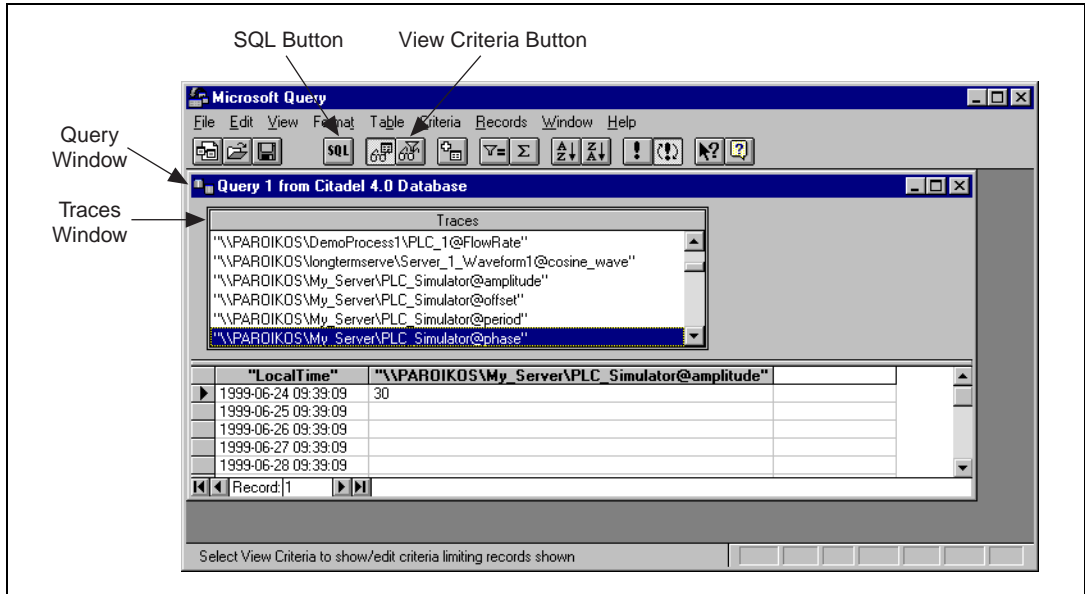 SQL Button View Criteria Button
Microsoft Query
File Edit View Format Table Criteria Records Window Help
SQL
Query Window
Query 1 from Citadel 4.0 Database
Traces Window
Traces
"\\PAROIKOS\DemoProcess1\PLC_1@FlowRate"
"\\PAROIKOS\longtermserve\Server_1_Waveform1@cosine_wave"
"\\PAROIKOS\My_Server\PLC_Simulator@amplitude"
"\\PAROIKOS\My_Server\PLC_Simulator@offset"
"\\PAROIKOS\My_Server\PLC_Simulator@period"
"\\PAROIKOS\My_Server\PLC_Simulator@phase"
"LocalTime" "\\PAROIKOS\My_Server\PLC_Simulator@amplitude"
1999-06-24 09:39:09 30
1999-06-25 09:39:09
1999-06-26 09:39:09
1999-06-27 09:39:09
1999-06-28 09:39:09
Record: 1
Select View Criteria to show/edit criteria limiting records shown